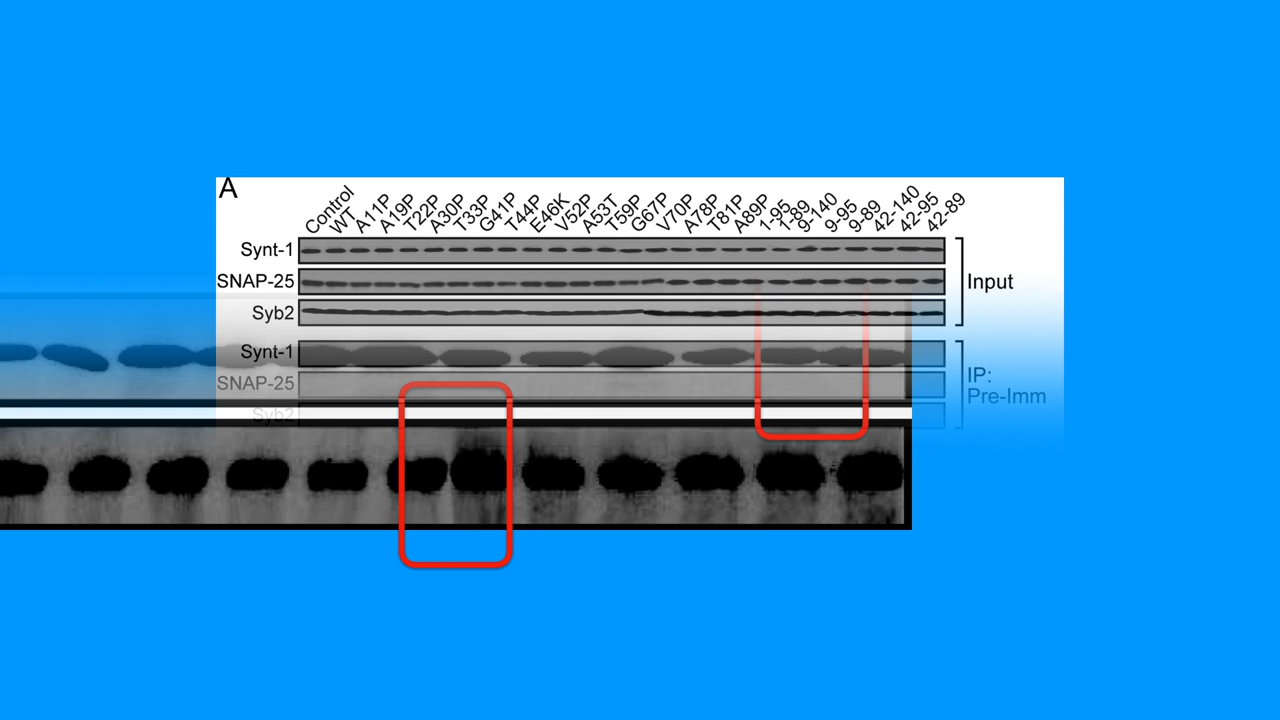 A
Control WT A11P A19P T22P A30P T33P G41P T44P E46K V52P A53T T59P G67P V70P A78P T81P A89P 1-95 1-89 9-140 9-95 9-89 42-140 42-95 42-89
Synt-1
SNAP-25
Syb2
Input
Synt-1
SNAP-25
Syb2
IP:
Pre-Imm